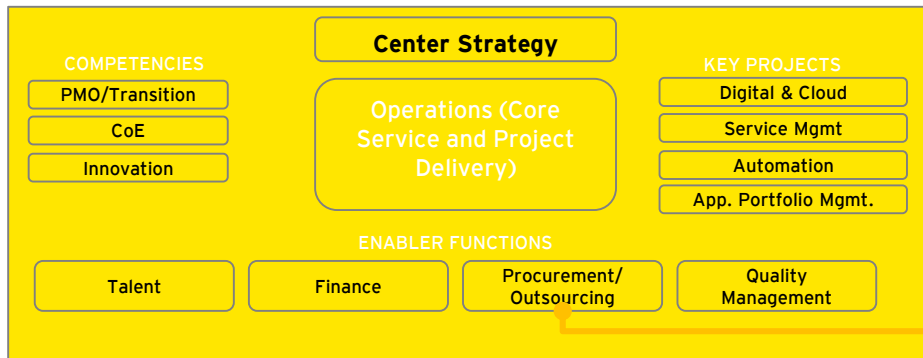 Center Strategy
COMPETENCIES
PMO/Transition
CoE
Innovation
Operations (Core
Service and Project
Delivery)
KEY PROJECTS
Digital & Cloud
Service Mgmt
Automation
App. Portfolio Mgmt.
ENABLER FUNCTIONS
Talent
Finance
Procurement/
Outsourcing
Quality
Management